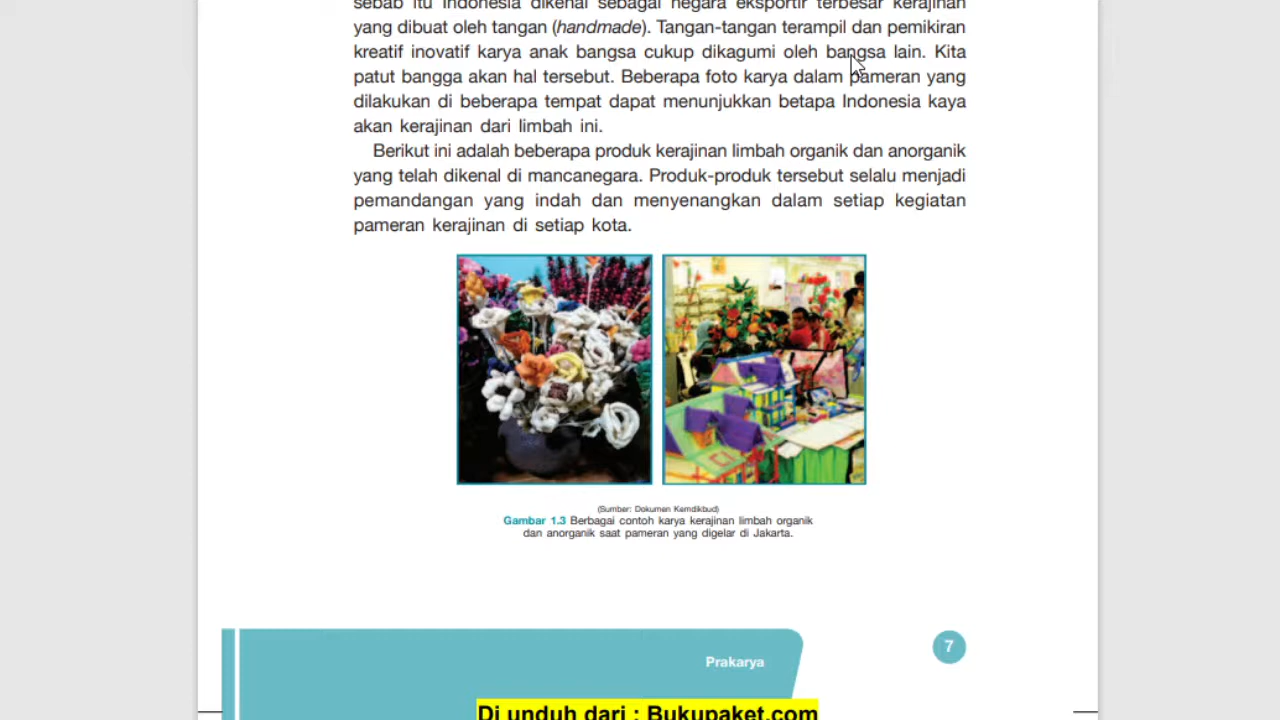 sebab itu Indonesia dikenal sebagai negara eksportir terbesar kerajinan
yang dibuat oleh tangan (handmade). Tangan-tangan terampil dan pemikiran
kreatif inovatif karya anak bangsa cukup dikagumi oleh bangsa lain. Kita
patut bangga akan hal tersebut. Beberapa foto karya dalam pameran yang
dilakukan di beberapa tempat dapat menunjukkan betapa Indonesia kaya
akan kerajinan dari limbah ini.
Berikut ini adalah beberapa produk kerajinan limbah organik dan anorganik
yang telah dikenal di mancanegara. Produk-produk tersebut selalu menjadi
pemandangan yang indah dan menyenangkan dalam setiap kegiatan
pameran kerajinan di setiap kota.
(Sumber: Dokumen Kemdikbud)
Gambar 1.3 Berbagai contoh karya kerajinan limbah organik
dan anorganik saat pameran yang digelar di Jakarta.
Prakarya
7
Di unduh dari : Bukupaket.com